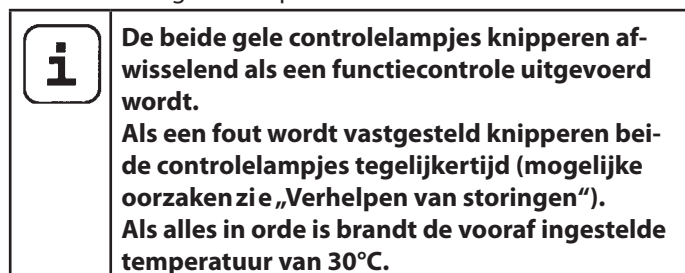 i
De beide gele controlelampjes knipperen af-
wisselend als een functiecontrole uitgevoerd
wordt.
Als een fout wordt vastgesteld knipperen bei-
de controlelampjes tegelijkertijd (mogelijke
oorzaken zie „Verhelpen van storingen“).
Als alles in orde is brandt de vooraf ingestelde
temperatuur van 30°C.